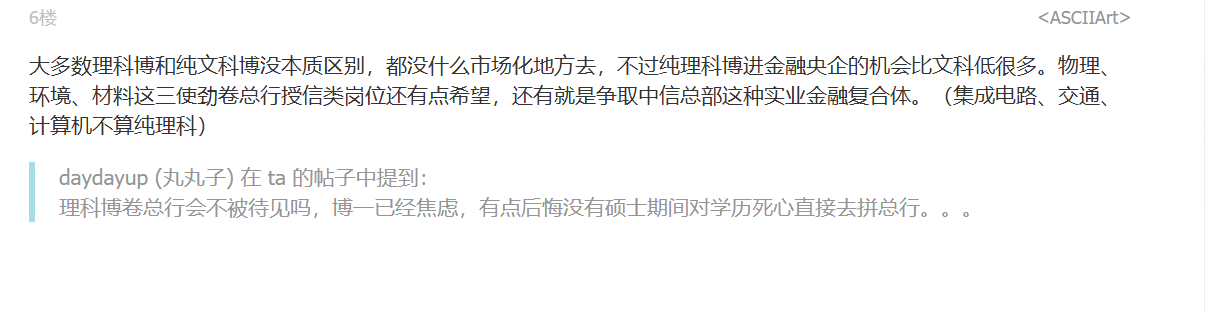 6楼
<ASCIIArt>
大多数理科博和纯文科博没本质区别，都没什么市场化地方去，不过纯理科博进金融央企的机会比文科低很多。物理、
环境、材料这三使劲卷总行授信类岗位还有点希望，还有就是争取中信总部这种实业金融复合体。（集成电路、交通、
计算机不算纯理科）
daydayup (丸丸子) 在 ta 的帖子中提到：
理科博卷总行会不被待见吗，博一已经焦虑，有点后悔没有硕士期间对学历死心直接去拼总行。。。